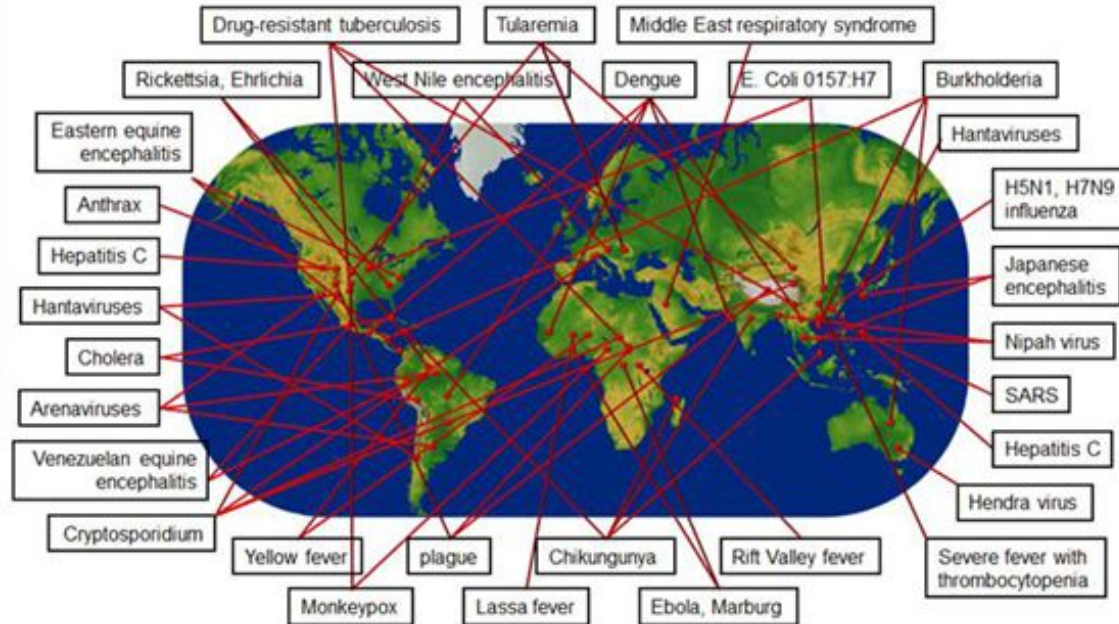 Drug-resistant tuberculosis
Tularemia
Middle East respiratory syndrome
Rickettsia, Ehrlichia
West Nile encephalitis
Dengue
E. Coli 0157:H7
Burkholderia
Eastern equine
encephalitis
Hantaviruses
Anthrax
H5N1, H7N9
influenza
Hepatitis C
Japanese
encephalitis
Hantaviruses
Cholera
Nipah virus
Arenaviruses
SARS
Venezuelan equine
encephalitis
Hepatitis C
Cryptosporidium
Hendra virus
Yellow fever
plague
Chikungunya
Rift Valley fever
Severe fever with
thrombocytopenia
Monkeypox
Lassa fever
Ebola, Marburg